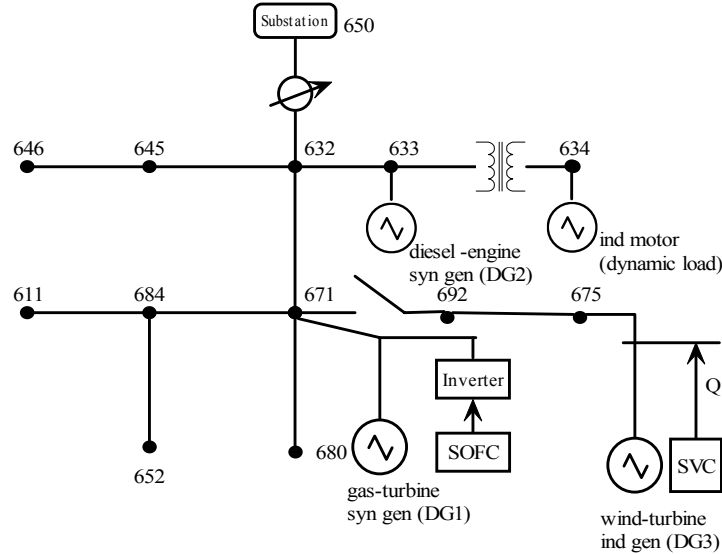 Substation
650
646
645
632
633
634
diesel -engine
syn gen (DG2)
ind motor
(dynamic load)
611
684
671
692
675
Inverter
Q
652
680
SOFC
SVC
gas-turbine
syn gen (DG1)
wind-turbine
ind gen (DG3)